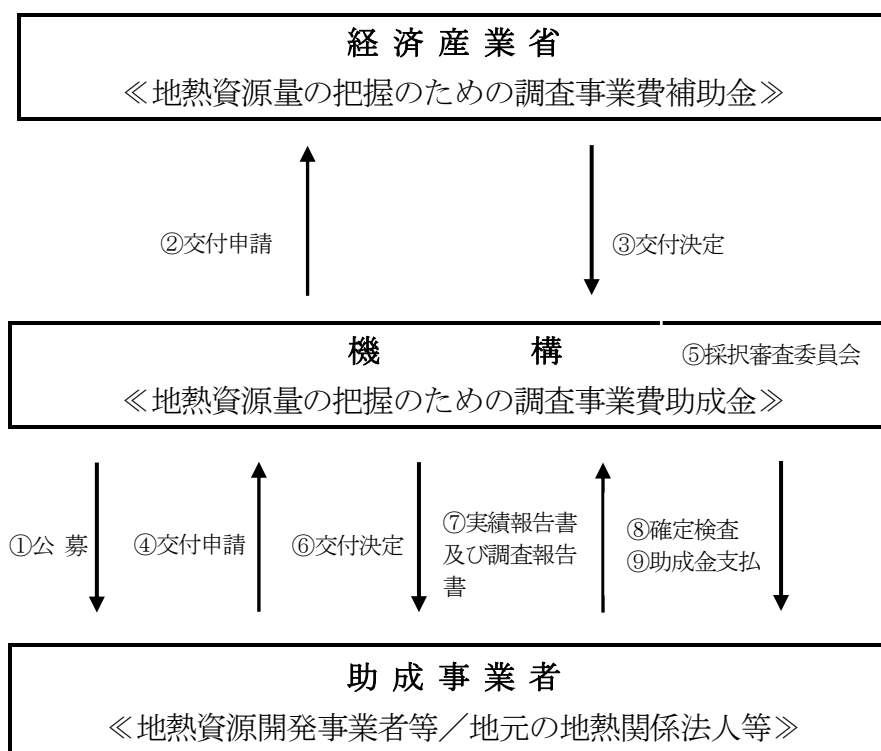 経済産業省
≪地熱資源量の把握のための調査事業費補助金≫
②交付申請
③交付決定
機構
⑤採択審査委員会
≪地熱資源量の把握のための調査事業費助成金≫
①公募
④交付申請
⑥交付決定
⑦実績報告書
及び調査報告
書
⑧確定検査
⑨助成金支払
助成事業者
≪地熱資源開発事業者等／地元の地熱関係法人等≫